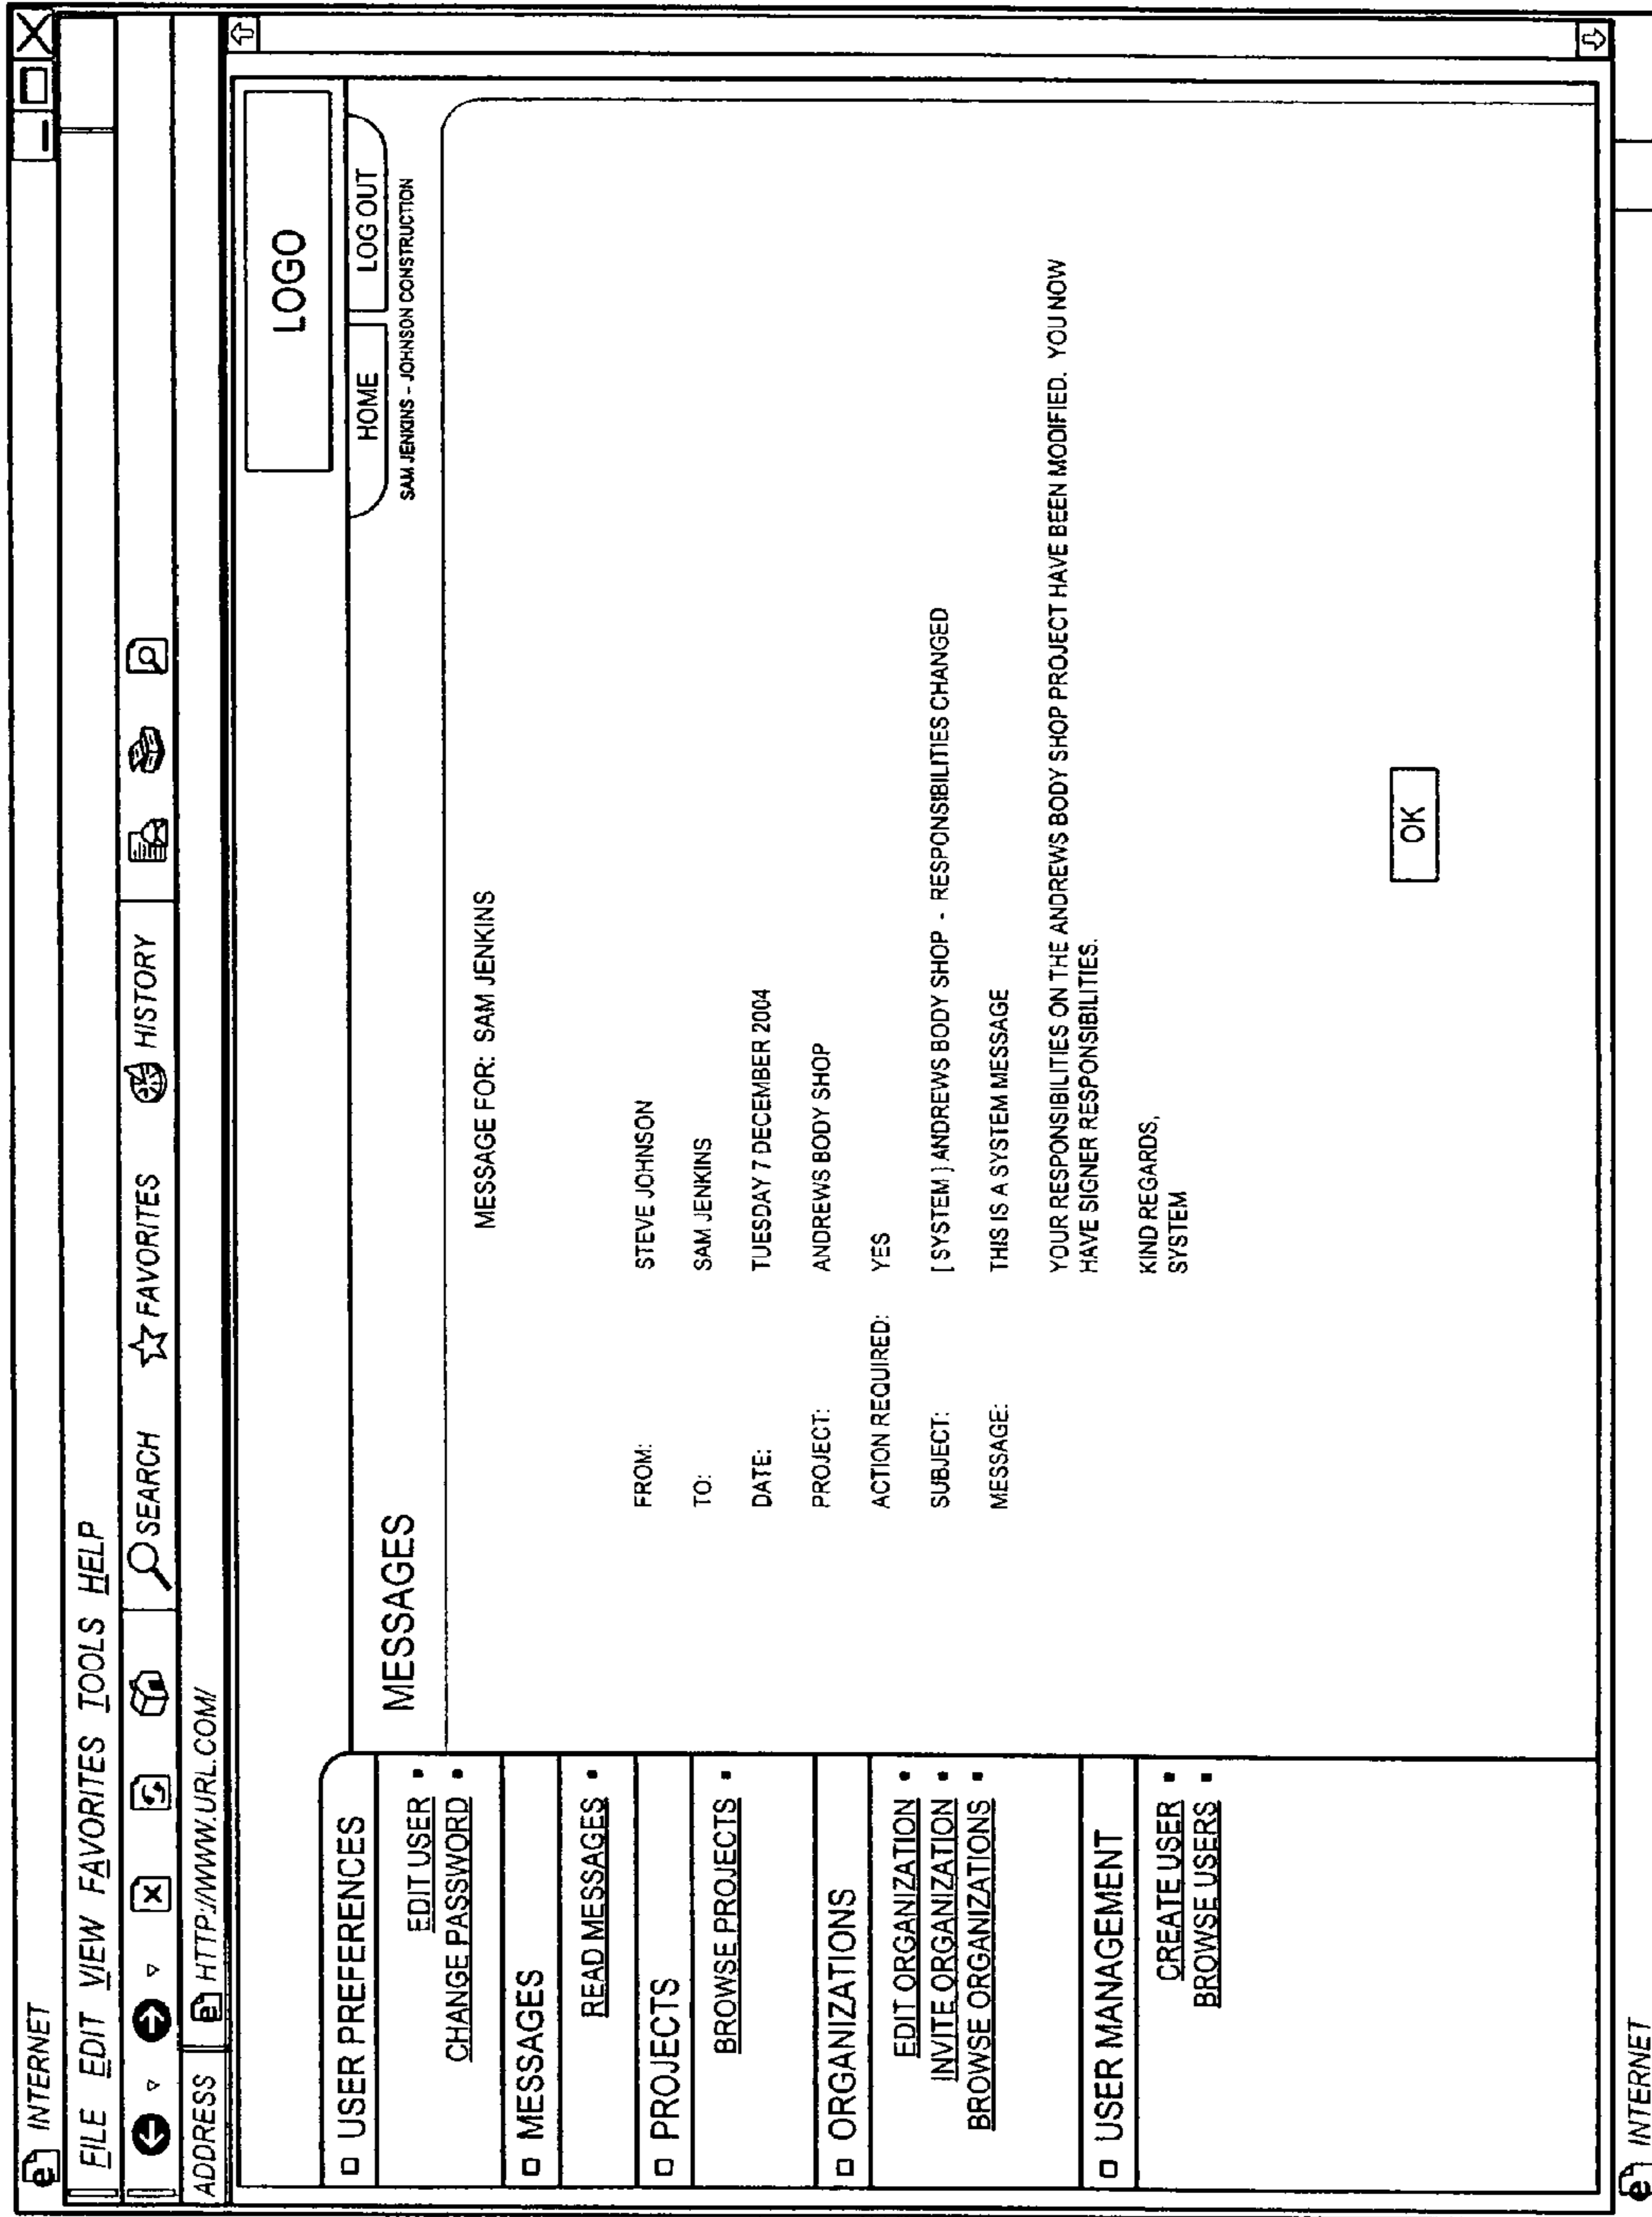 INTERNET
FILE EDIT VIEW FAVORITES TOOLS HELP
SEARCH FAVORITES HISTORY
ADDRESS HTTP://WWW.URL.COM/
LOGO
HOME LOG OUT
SAM JENKINS - JOHNSON CONSTRUCTION
USER PREFERENCES
EDIT USER
CHANGE PASSWORD
MESSAGES
READ MESSAGES
PROJECTS
BROWSE PROJECTS
ORGANIZATIONS
EDIT ORGANIZATION
INVITE ORGANIZATION
BROWSE ORGANIZATIONS
USER MANAGEMENT
CREATE USER
BROWSE USERS
MESSAGES
MESSAGE FOR: SAM JENKINS
FROM: STEVE JOHNSON
TO: SAM JENKINS
DATE: TUESDAY 7 DECEMBER 2004
PROJECT: ANDREWS BODY SHOP
ACTION REQUIRED: YES
SUBJECT: [ SYSTEM ] ANDREWS BODY SHOP - RESPONSIBILITIES CHANGED
MESSAGE: THIS IS A SYSTEM MESSAGE
YOUR RESPONSIBILITIES ON THE ANDREWS BODY SHOP PROJECT HAVE BEEN MODIFIED. YOU NOW
HAVE SIGNER RESPONSIBILITIES.
KIND REGARDS,
SYSTEM
OK
INTERNET